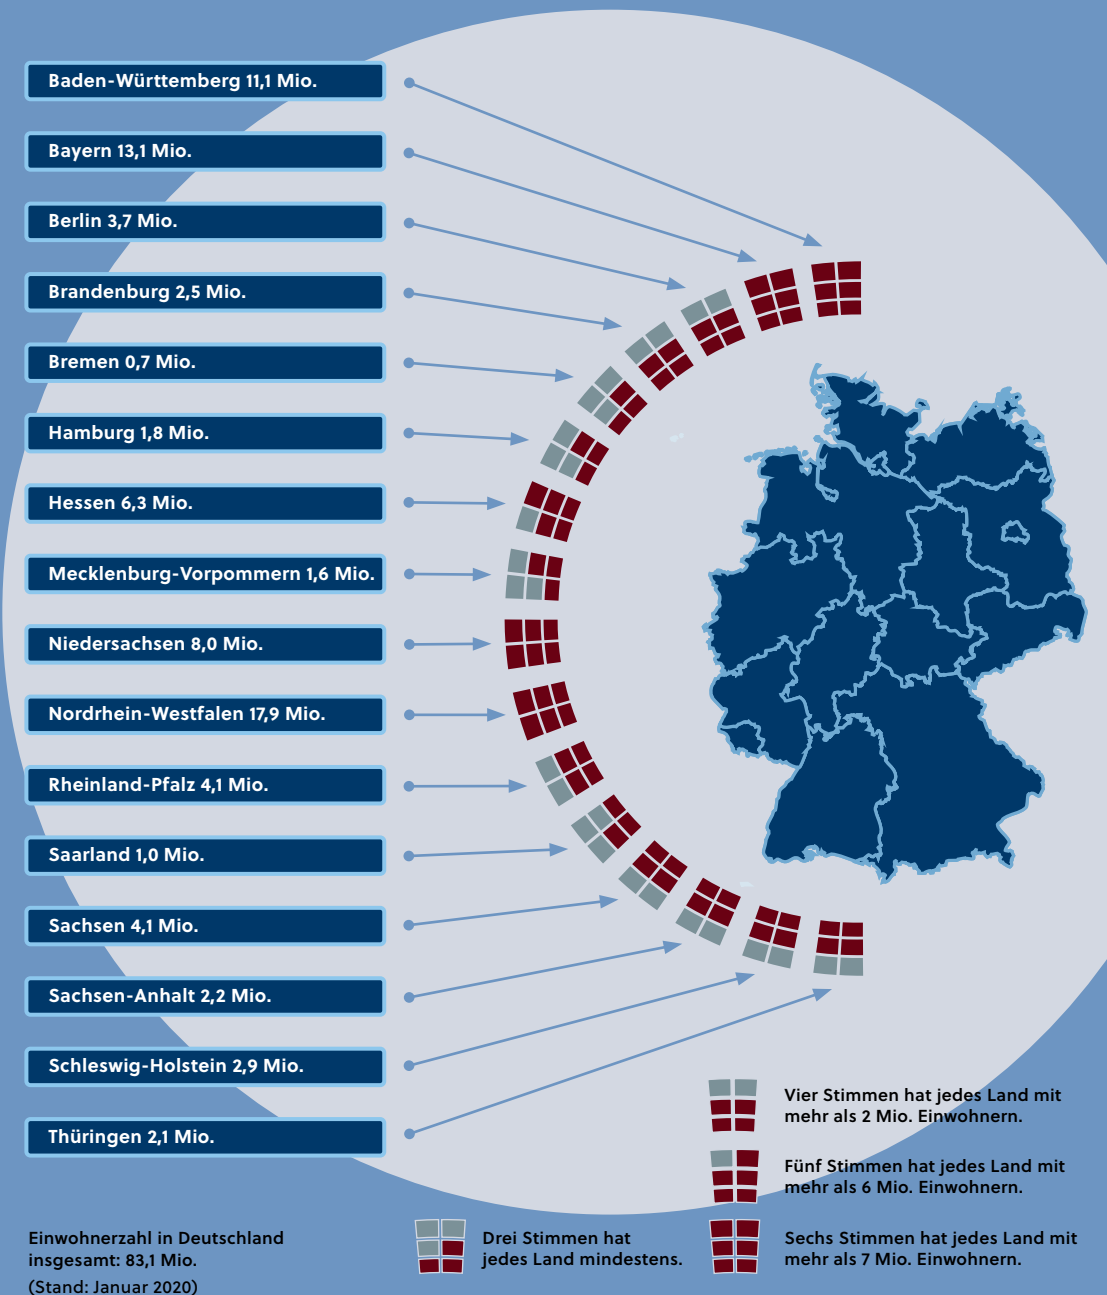 Baden-Württemberg 11,1 Mio.
Bayern 13,1 Mio.
Berlin 3,7 Mio.
Brandenburg 2,5 Mio.
Bremen 0,7 Mio.
Hamburg 1,8 Mio.
Hessen 6,3 Mio.
Mecklenburg-Vorpommern 1,6 Mio.
Niedersachsen 8,0 Mio.
Nordrhein-Westfalen 17,9 Mio.
Rheinland-Pfalz 4,1 Mio.
Saarland 1,0 Mio.
Sachsen 4,1 Mio.
Sachsen-Anhalt 2,2 Mio.
Schleswig-Holstein 2,9 Mio.
Thüringen 2,1 Mio.
Vier Stimmen hat jedes Land mit
mehr als 2 Mio. Einwohnern.
Fünf Stimmen hat jedes Land mit
mehr als 6 Mio. Einwohnern.
Einwohnerzahl in Deutschland
insgesamt: 83,1 Mio.
(Stand: Januar 2020)
Drei Stimmen hat
jedes Land mindestens.
Sechs Stimmen hat jedes Land mit
mehr als 7 Mio. Einwohnern.